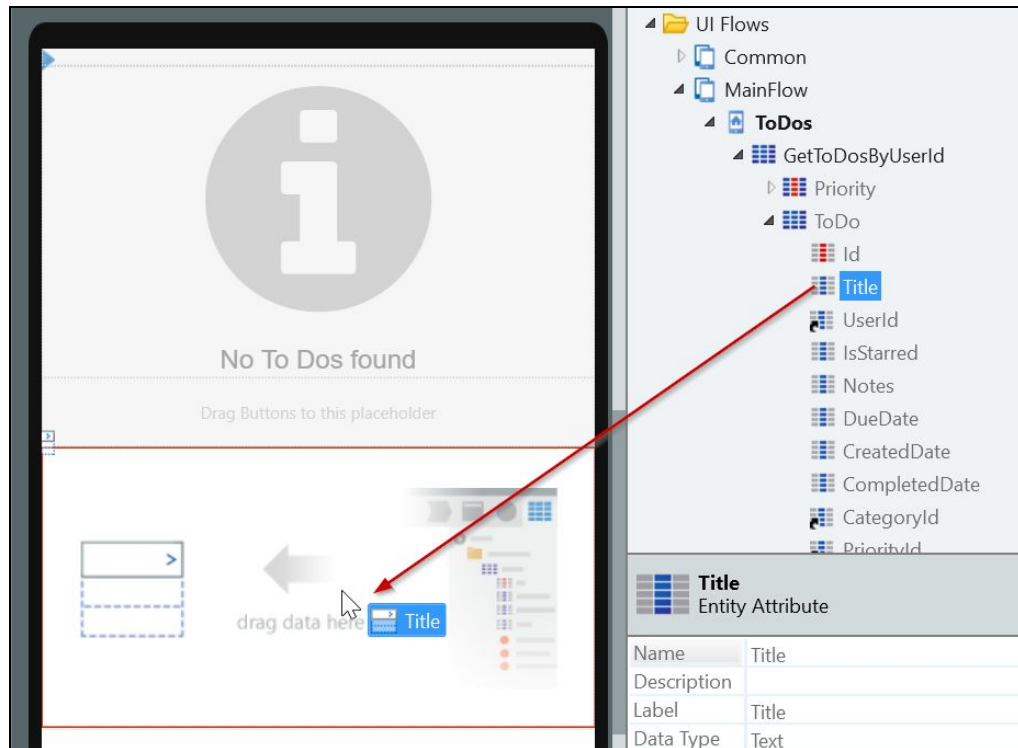 No To Dos found
Drag Buttons to this placeholder
drag data here
Title
UI Flows
Common
MainFlow
ToDos
GetToDosByUserId
Priority
ToDo
Id
Title
UserId
IsStarred
Notes
DueDate
CreatedDate
CompletedDate
CategoryId
PriorityId
Title
Entity Attribute
Name Title
Description
Label Title
Data Type Text